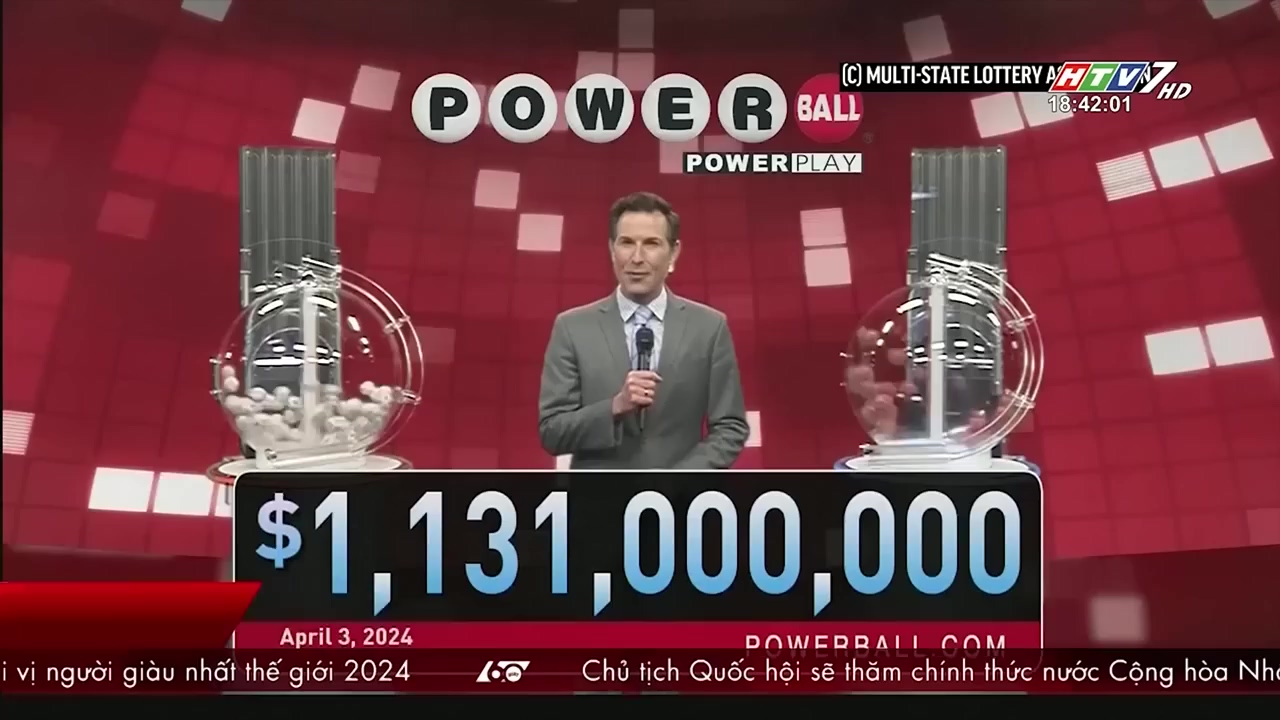 POWER BALL
POWERPLAY
(C) MULTI-STATE LOTTERY
HTV7 HD
18:42:01
$1,131,000,000
April 3, 2024
POWERBALL.COM
vị người giàu nhất thế giới 2024
60 giây
Chủ tịch Quốc hội sẽ thăm chính thức nước Cộng hòa